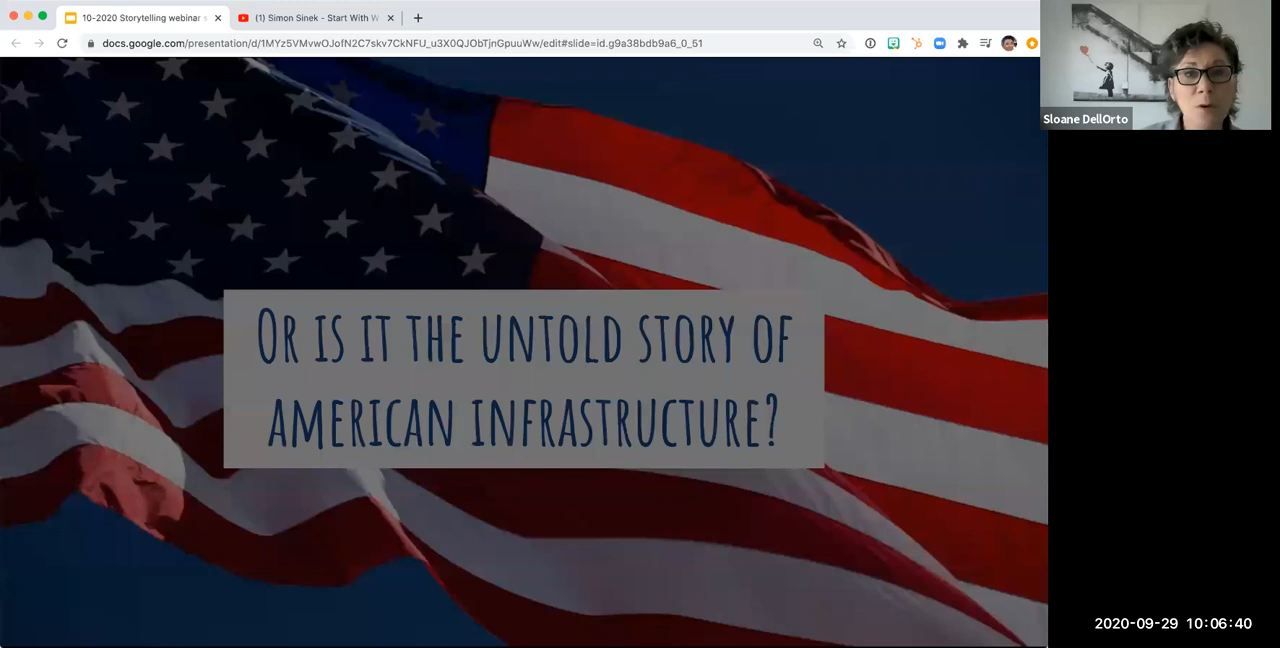 10-2020 Storytelling webinar
(1) Simon Sinek - Start With W
docs.google.com/presentation/d/1MYz5VMvwOJofN2C7skv7CkNFU_u3X0QJObTjnGpuuWw/edit#slide=id.g9a38bdb9a6_0_51
Sloane DellOrto
OR IS IT THE UNTOLD STORY OF
AMERICAN INFRASTRUCTURE?
2020-09-29 10:06:40